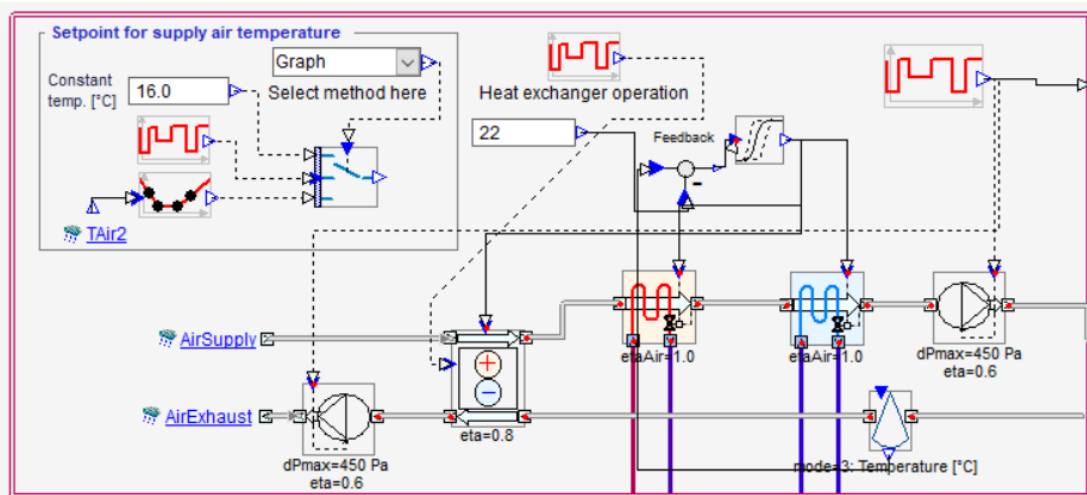 Setpoint for supply air temperature
Graph
Constant
temp. [°C]
16.0
Select method here
Heat exchanger operation
22
Feedback
+
-
TAir2
AirSupply
etaAir=1.0
etaAir=1.0
dPmax=450 Pa
eta=0.6
AirExhaust
eta=0.8
dPmax=450 Pa
eta=0.6
mode=3: Temperature [°C]